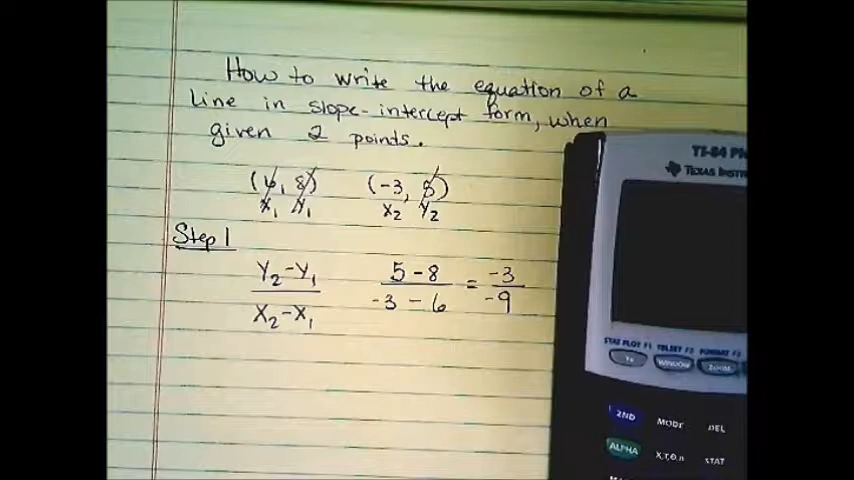 How to write the equation of a
Line in slope-intercept form, when
given 2 points.
(6, 8) (-3, 5)
X₁ Y₁ X₂ Y₂
Step 1
Y₂-Y₁ 5-8 = -3
X₂-X₁ -3-6 -9
TI-84 Pl
TEXAS INSTR
STAT PLOT F1 TBLSET F2 FORMAT F3
Y= WINDOW ZOOM
2ND MODE DEL
ALPHA X,T,Θ,n STAT